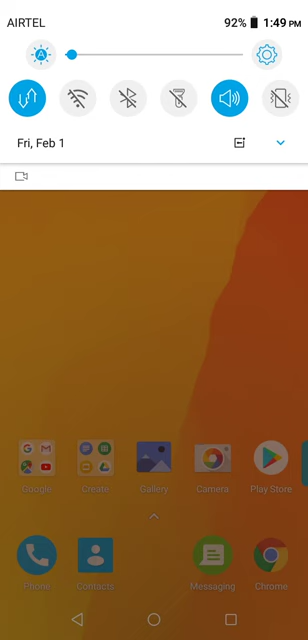 AIRTEL 92% 1:49 PM
A
Fri, Feb 1
Google Create Gallery Camera Play Store
Phone Contacts Messaging Chrome